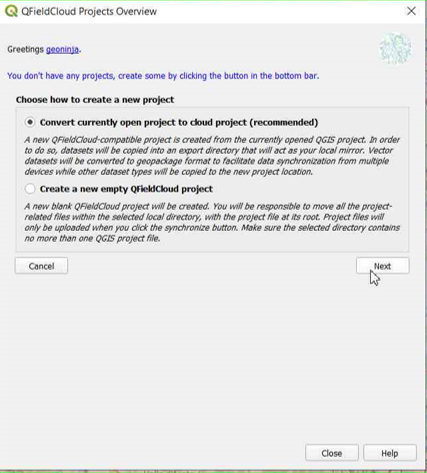 QFieldCloud Projects Overview
Greetings geoninja.
You don't have any projects, create some by clicking the button in the bottom bar.
Choose how to create a new project
Convert currently open project to cloud project (recommended)
A new QFieldCloud-compatible project is created from the currently opened QGIS project. In order
to do so, datasets will be copied into an export directory that will act as your local mirror. Vector
datasets will be converted to geopackage format to facilitate data synchronization from multiple
devices while other dataset types will be copied to the new project location.
Create a new empty QFieldCloud project
A new blank QFieldCloud project will be created. You will be responsible to move all the project-
related files within the selected local directory, with the project file at its root. Project files will
only be uploaded when you click the synchronize button. Make sure the selected directory contains
no more than one QGIS project file.
Cancel
Next
Close
Help